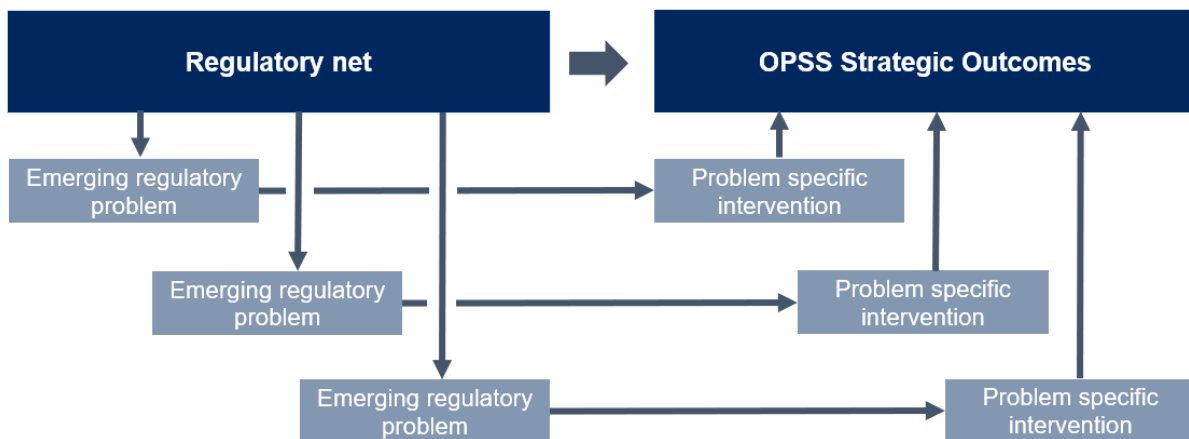 Regulatory net
OPSS Strategic Outcomes
Emerging regulatory
problem
Problem specific
intervention
Emerging regulatory
problem
Problem specific
intervention
Emerging regulatory
problem
Problem specific
intervention